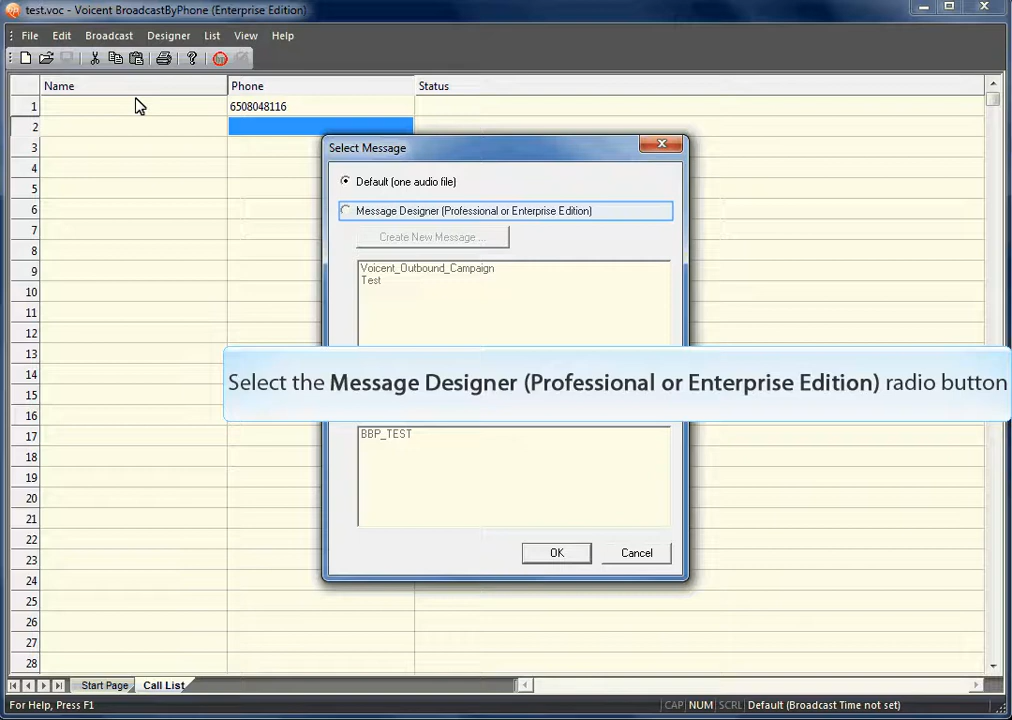 test.voc - Voicent BroadcastByPhone (Enterprise Edition)
File Edit Broadcast Designer List View Help
Name Phone Status
1 6508048116
2
3
4
5
6
7
8
9
10
11
12
13
14
15
16
17
18
19
20
21
22
23
24
25
26
27
28
Select Message
Default (one audio file)
Message Designer (Professional or Enterprise Edition)
Create New Message ...
Voicent_Outbound_Campaign
Test
Select the Message Designer (Professional or Enterprise Edition) radio button
BBP_TEST
OK Cancel
Start Page Call List
For Help, Press F1 CAP NUM SCRL Default (Broadcast Time not set)